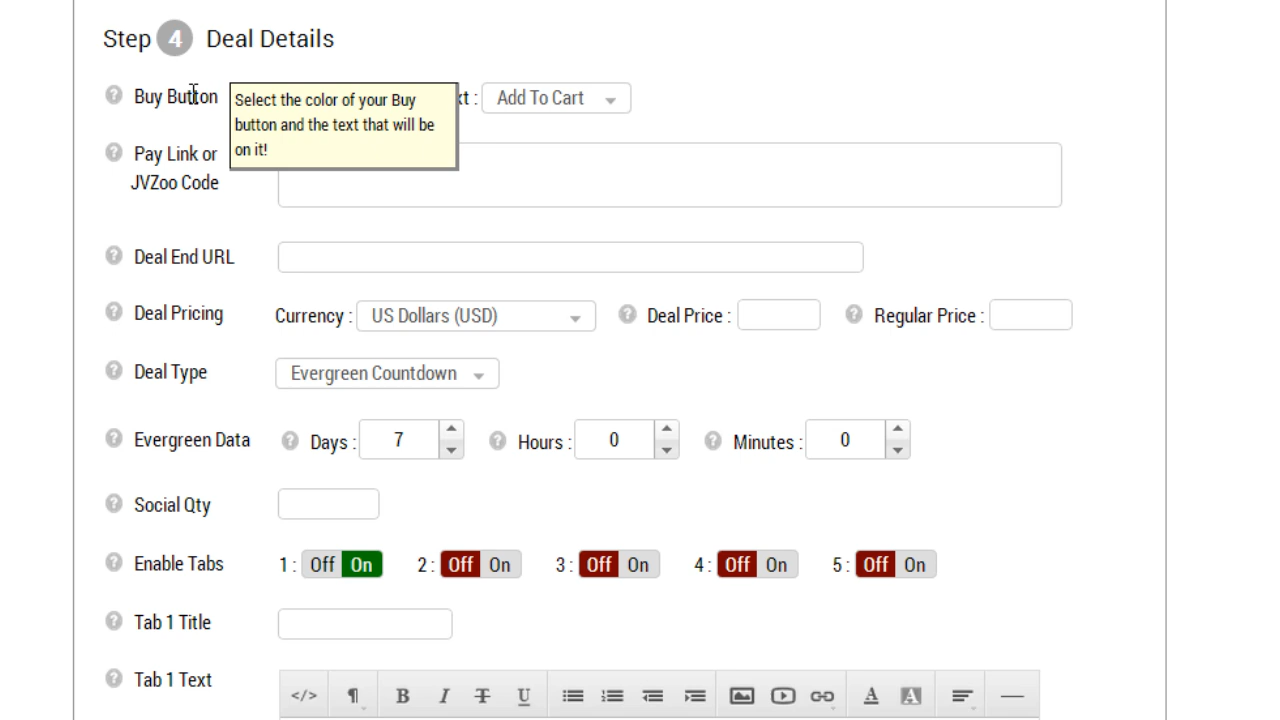 Step 4 Deal Details
Buy Button
Select the color of your Buy
button and the text that will be
on it!
xt : Add To Cart
Pay Link or
JVZoo Code
Deal End URL
Deal Pricing Currency : US Dollars (USD) Deal Price : Regular Price :
Deal Type Evergreen Countdown
Evergreen Data Days : 7 Hours : 0 Minutes : 0
Social Qty
Enable Tabs 1 : Off On 2 : Off On 3 : Off On 4 : Off On 5 : Off On
Tab 1 Title
Tab 1 Text </> ¶ B I T U A A